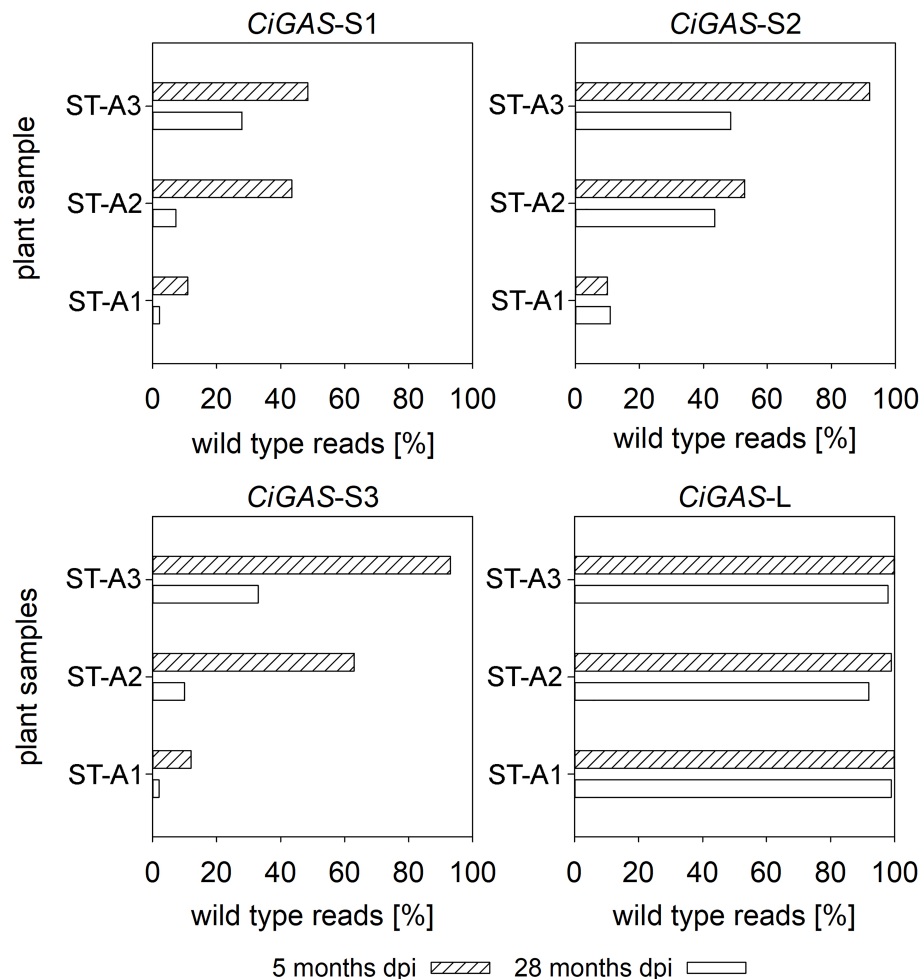 CiGAS-S1
CiGAS-S2
plant sample
ST-A3
ST-A2
ST-A1
ST-A3
ST-A2
ST-A1
0 20 40 60 80 100
0 20 40 60 80 100
wild type reads [%]
wild type reads [%]
CiGAS-S3
CiGAS-L
plant samples
ST-A3
ST-A2
ST-A1
ST-A3
ST-A2
ST-A1
0 20 40 60 80 100
0 20 40 60 80 100
wild type reads [%]
wild type reads [%]
5 months dpi 28 months dpi